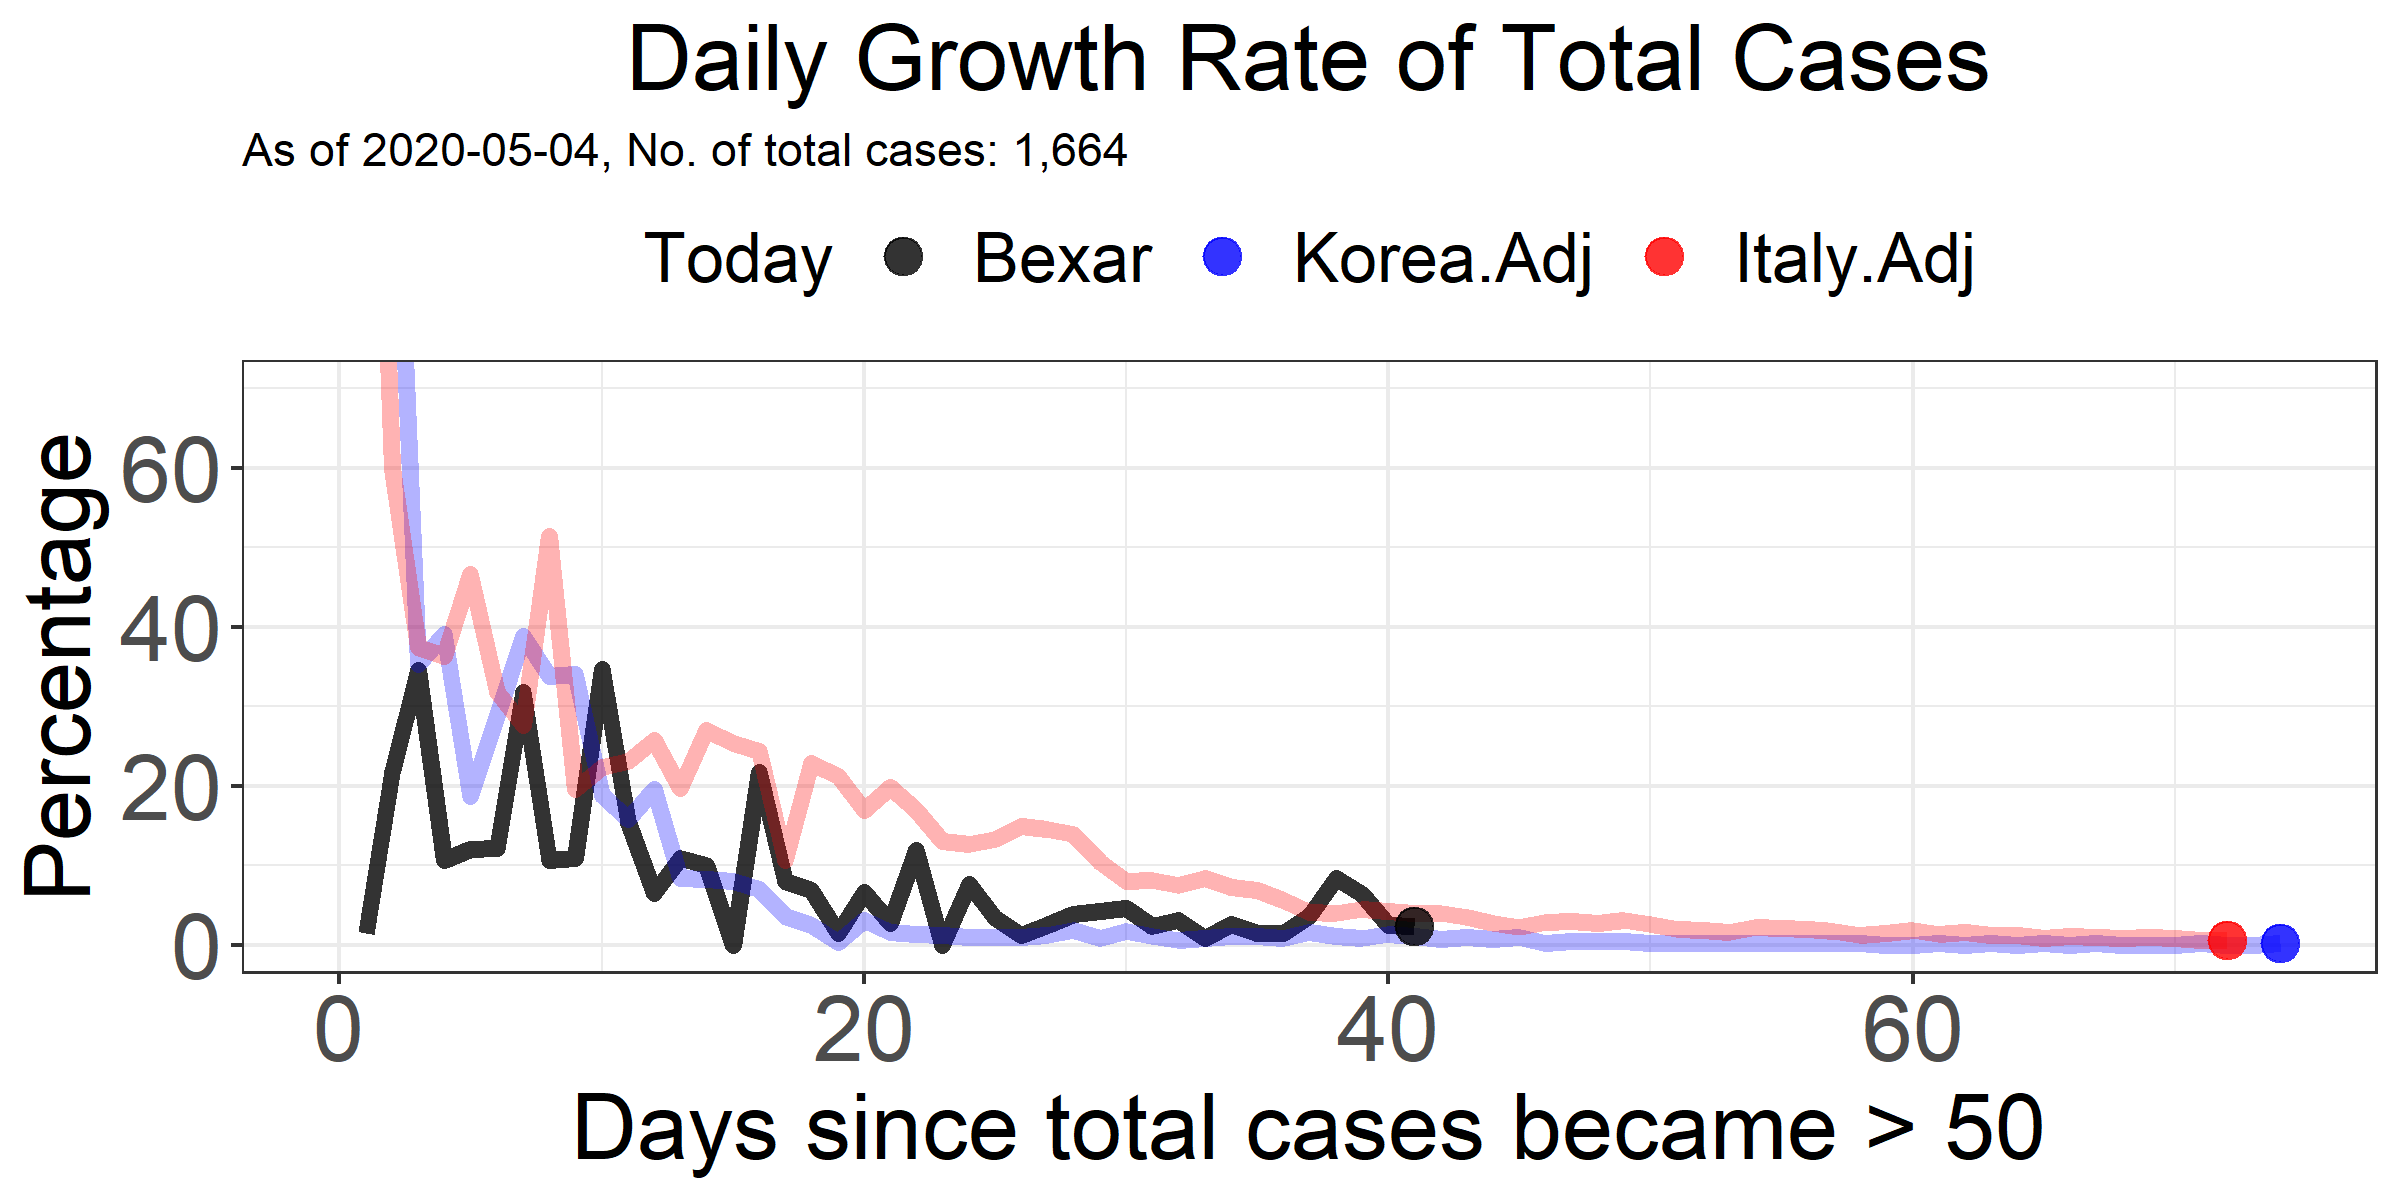 Daily Growth Rate of Total Cases
As of 2020-05-04, No. of total cases: 1,664
Today Bexar Korea.Adj Italy.Adj
Percentage
60
40
20
0
0 20 40 60
Days since total cases became > 50